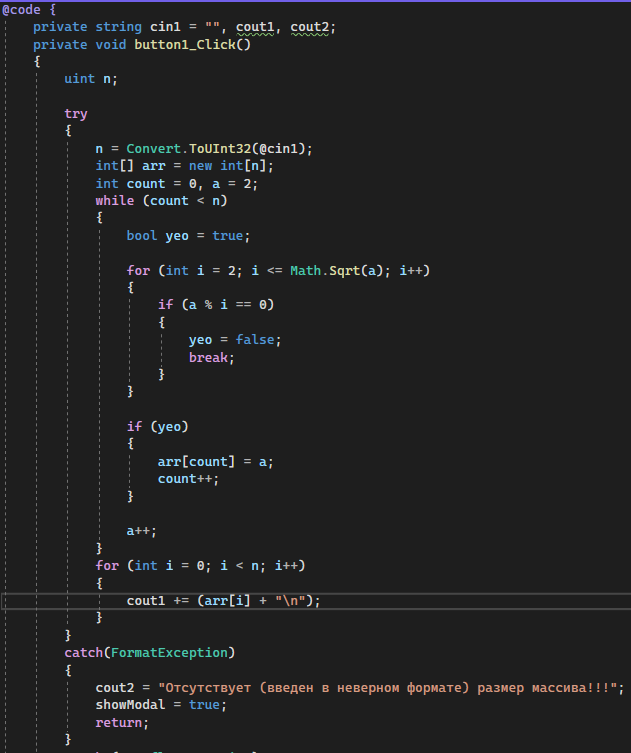 @code {
private string cin1 = "", cout1, cout2;
private void button1_Click()
{
uint n;
try
{
n = Convert.ToUInt32(@cin1);
int[] arr = new int[n];
int count = 0, a = 2;
while (count < n)
{
bool yeo = true;
for (int i = 2; i <= Math.Sqrt(a); i++)
{
if (a % i == 0)
{
yeo = false;
break;
}
}
if (yeo)
{
arr[count] = a;
count++;
}
a++;
}
for (int i = 0; i < n; i++)
{
cout1 += (arr[i] + "\n");
}
}
catch(FormatException)
{
cout2 = "Отсутствует (введен в неверном формате) размер массива!!!";
showModal = true;
return;
}